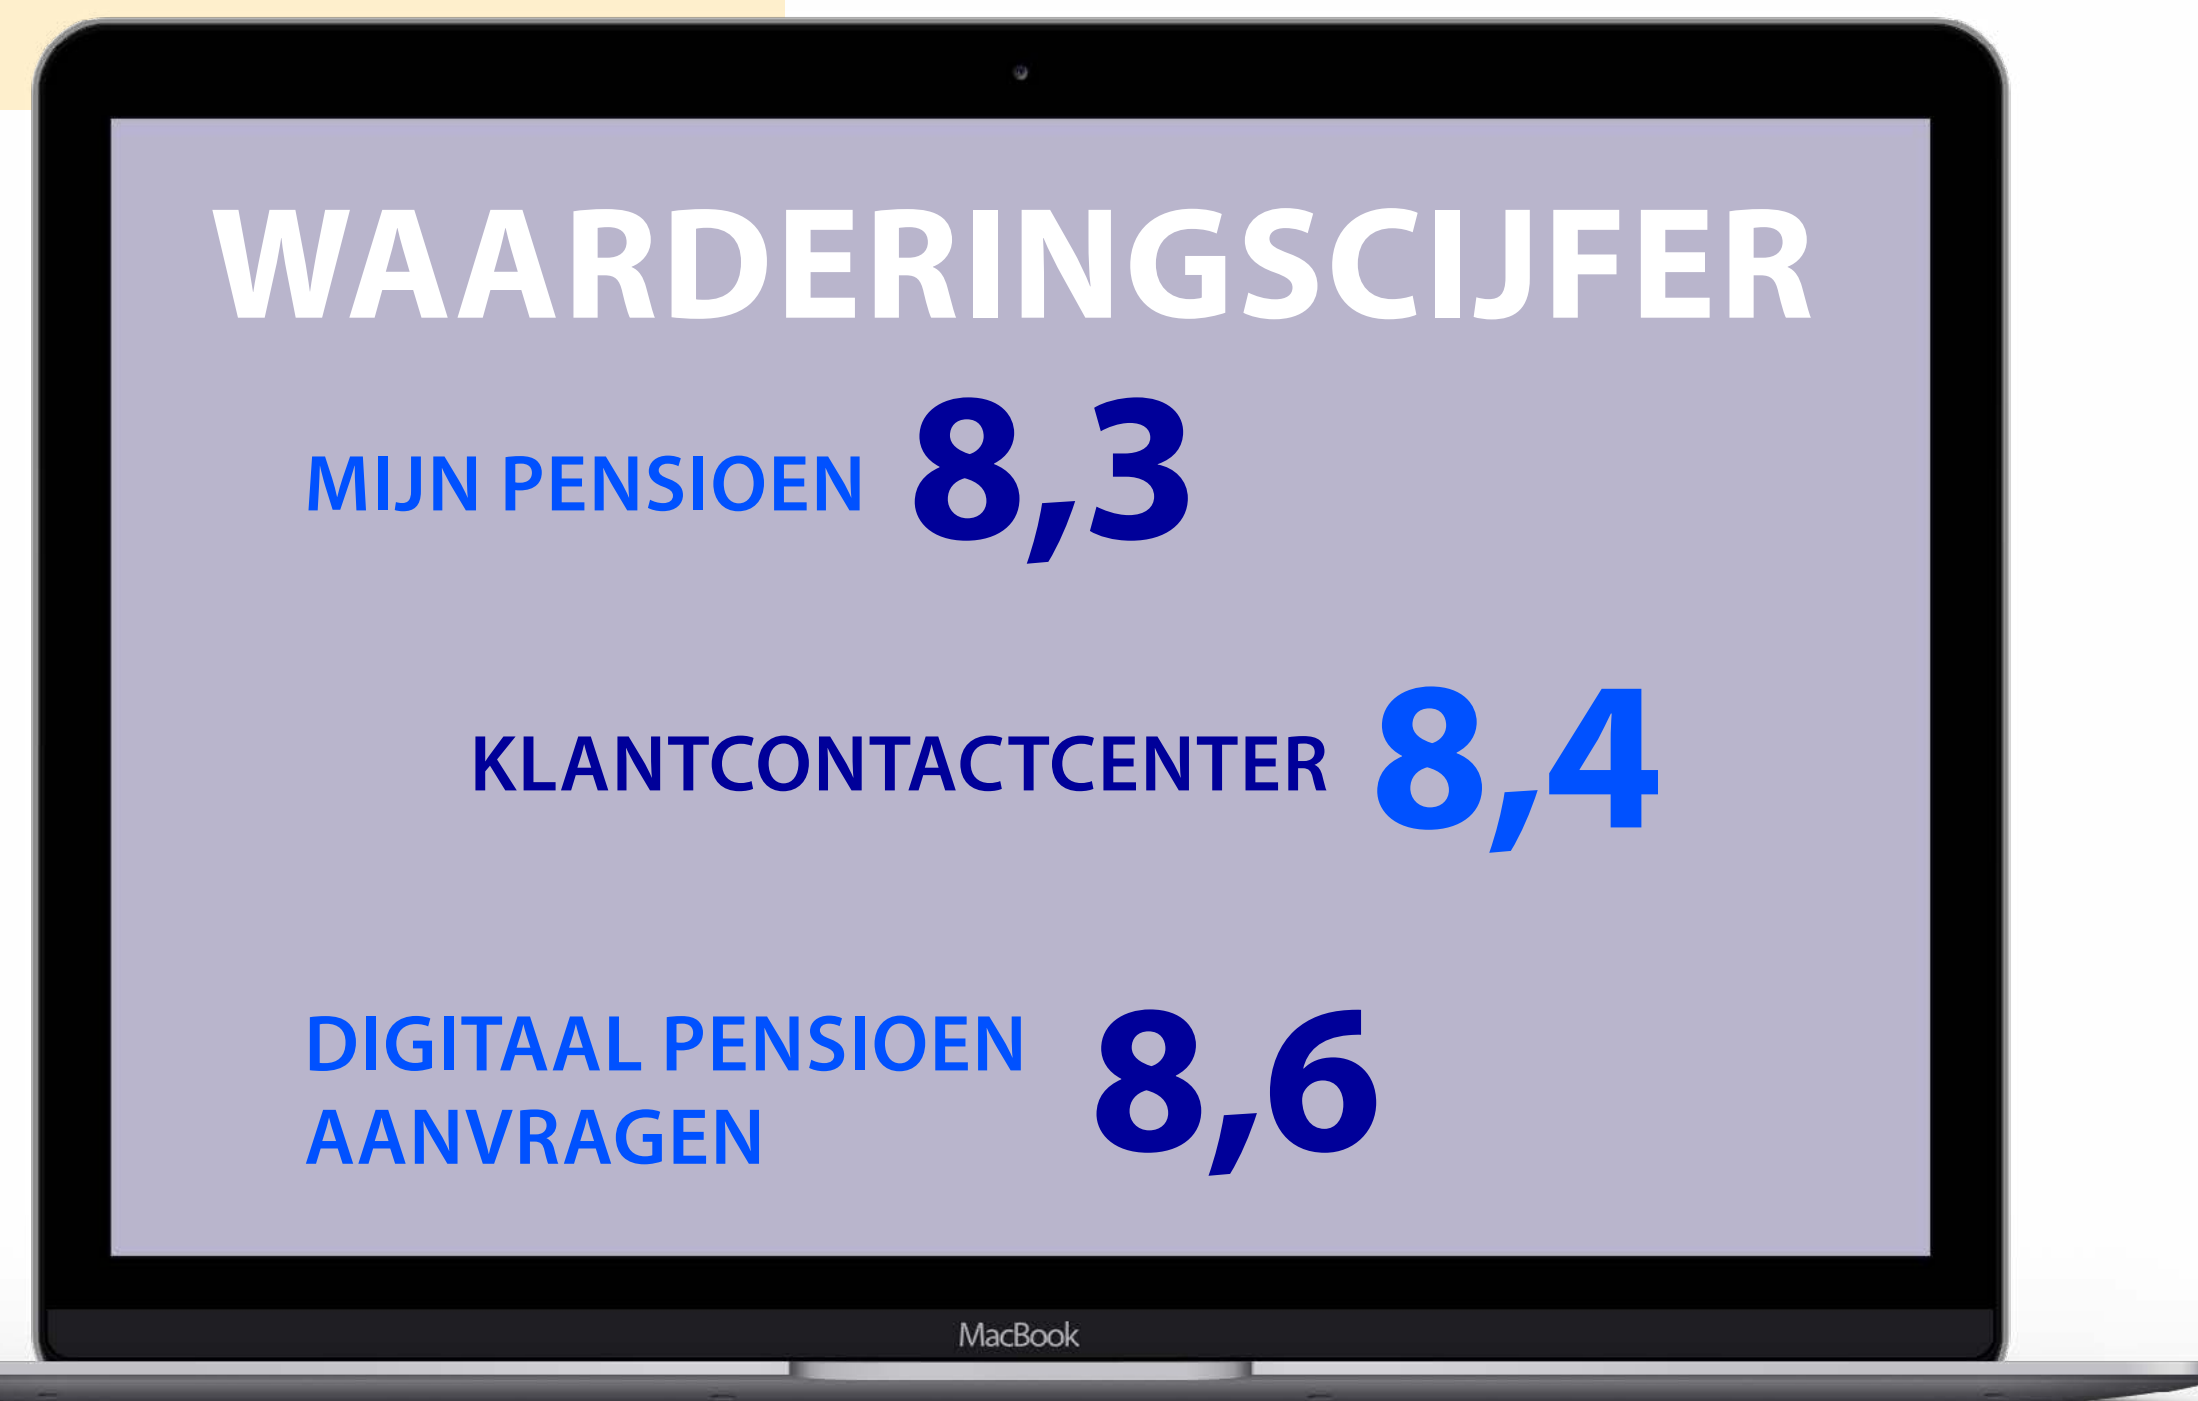 WAARDERINGSCIJFER
MIJN PENSIOEN 8,3
KLANTCONTACTCENTER 8,4
DIGITAAL PENSIOEN
AANVRAGEN 8,6
MacBook